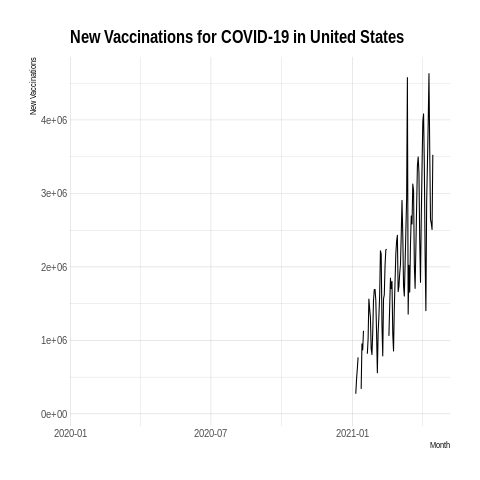 New Vaccinations for COVID-19 in United States
New Vaccinations
4e+06
3e+06
2e+06
1e+06
0e+00
2020-01 2020-07 2021-01
Month